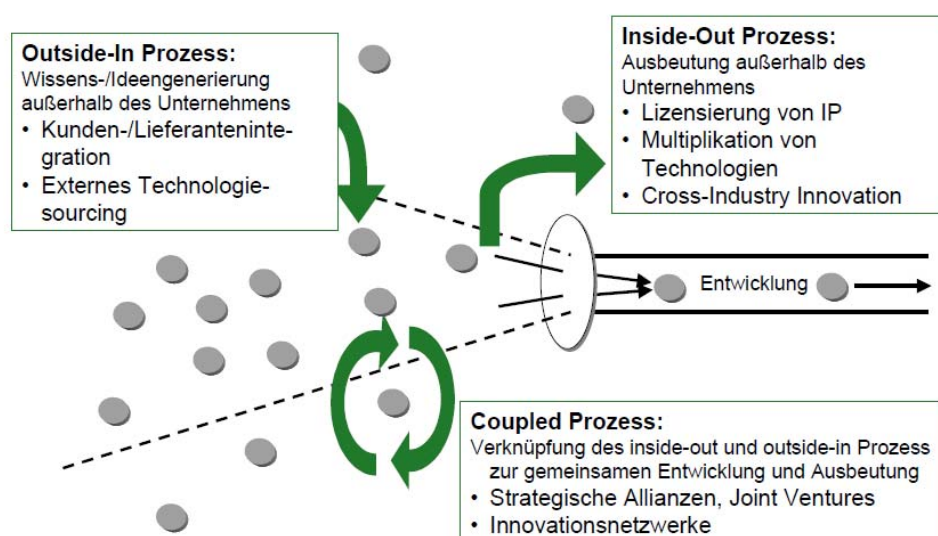 Outside-In Prozess:
Wissens-/Ideengenerierung
außerhalb des Unternehmens
• Kunden-/Lieferanteninte-
gration
• Externes Technologie-
sourcing
Inside-Out Prozess:
Ausbeutung außerhalb des
Unternehmens
• Lizensierung von IP
• Multiplikation von
Technologien
• Cross-Industry Innovation
Entwicklung
Coupled Prozess:
Verknüpfung des inside-out und outside-in Prozess
zur gemeinsamen Entwicklung und Ausbeutung
• Strategische Allianzen, Joint Ventures
• Innovationsnetzwerke